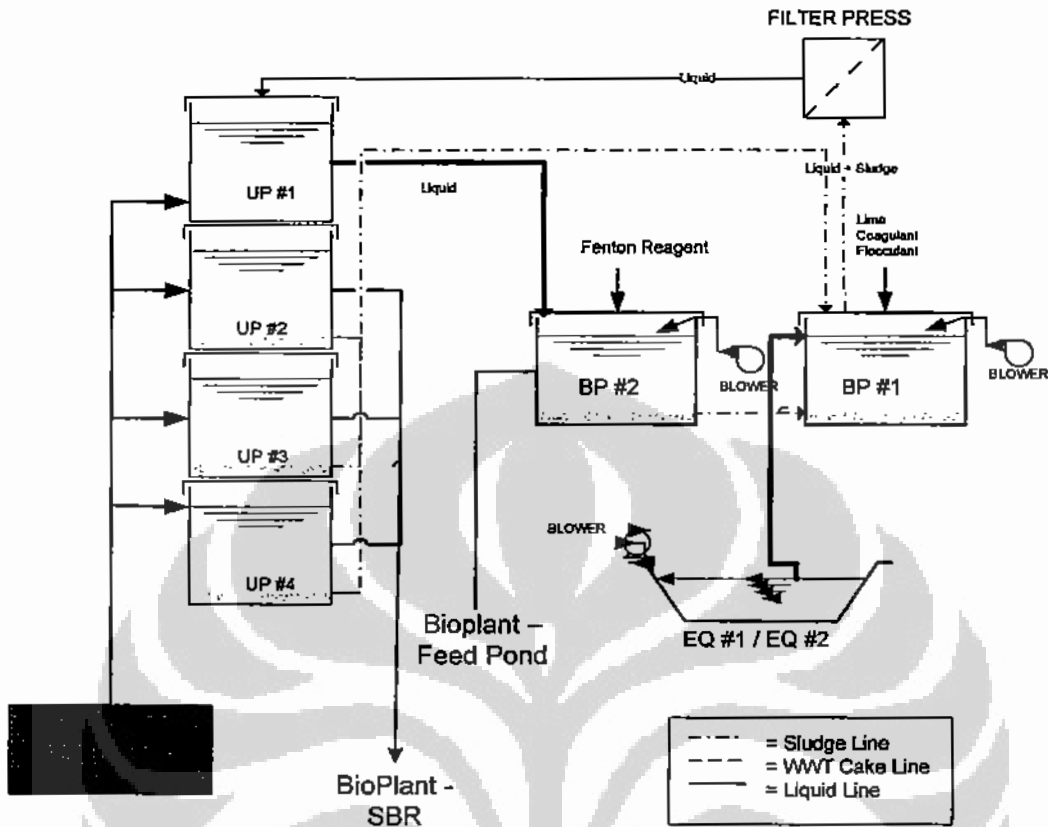 FILTER PRESS
Liquid
UP #1
Liquid
Liquid + Sludge
Lime
Coagulant
Flocculant
Fenton Reagent
UP #2
BP #2
BLOWER
BP #1
BLOWER
UP #3
BLOWER
UP #4
EQ #1 / EQ #2
Bioplant –
Feed Pond
BioPlant -
SBR
= Sludge Line
= WWT Cake Line
= Liquid Line